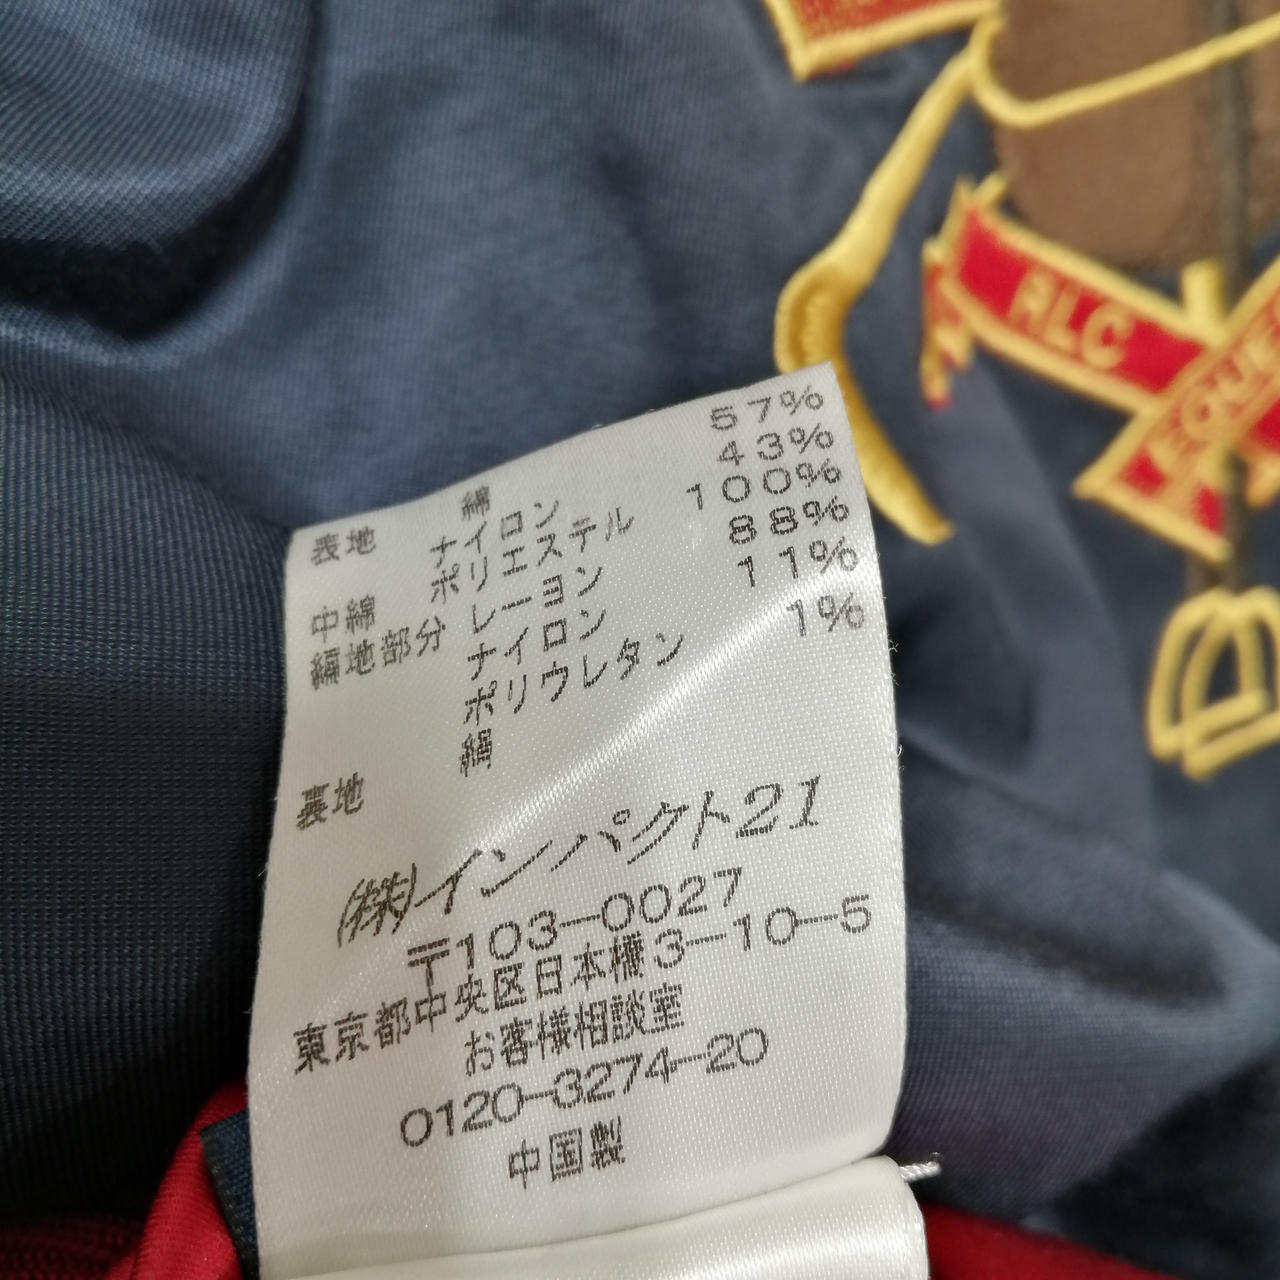 RLC
EQUES
表地 綿 57%
ナイロン 43%
中綿 ポリエステル 100%
編地部分 レーヨン 88%
ナイロン 11%
ポリウレタン 1%
裏地 絹
(株)インパクト21
〒103-0027
東京都中央区日本橋3-10-5
お客様相談室
0120-3274-20
中国製